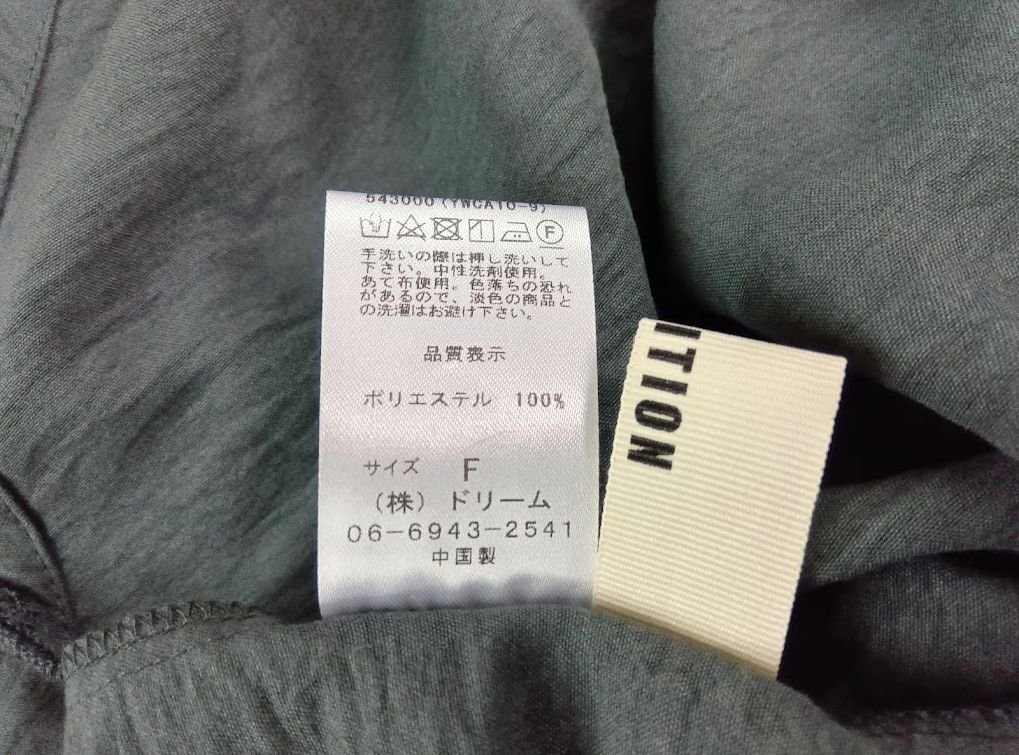 543000(YWCA10-9)
F
手洗いの際は押し洗いして
下さい。中性洗剤使用。
あて布使用。色落ちの恐れ
があるので、淡色の商品と
の洗濯はお避け下さい。
品質表示
ポリエステル 100%
サイズ F
(株)ドリーム
06-6943-2541
中国製
ITION